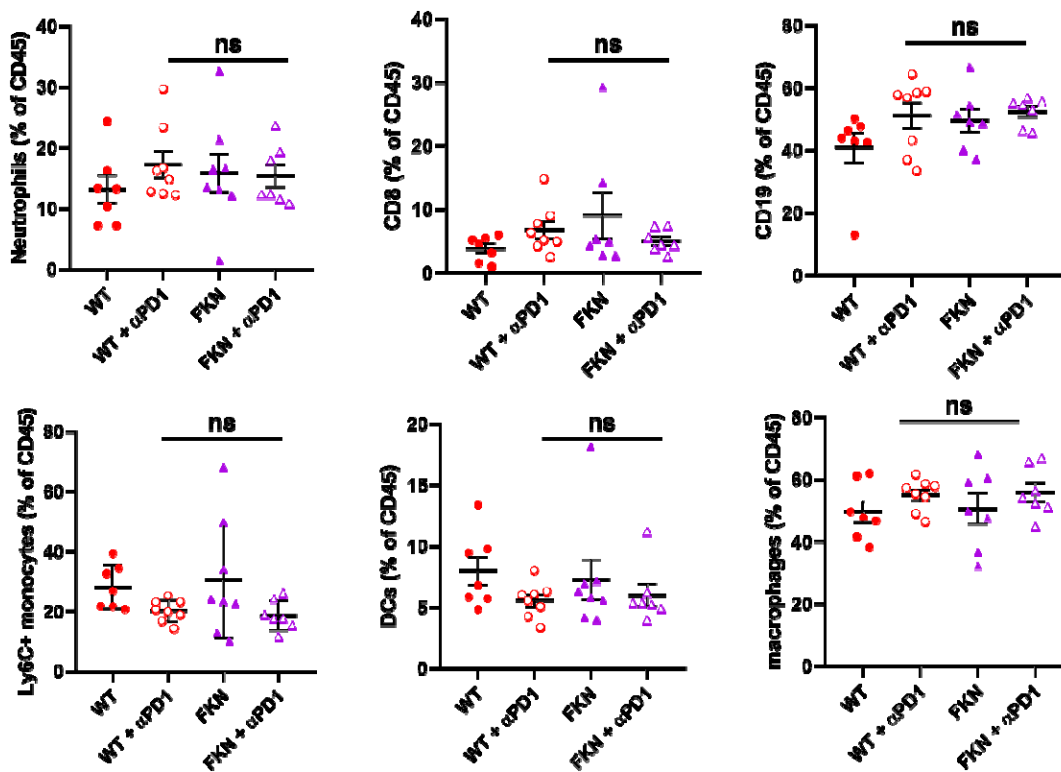 Neutrophils (% of CD45)
40
30
20
10
0
ns
WT
WT + αPD1
FKN
FKN + αPD1
CD8 (% of CD45)
40
30
20
10
0
ns
WT
WT + αPD1
FKN
FKN + αPD1
CD19 (% of CD45)
80
60
40
20
0
ns
WT
WT + αPD1
FKN
FKN + αPD1
Ly6C+ monocytes (% of CD45)
80
60
40
20
0
ns
WT
WT + αPD1
FKN
FKN + αPD1
DCs (% of CD45)
20
15
10
5
0
ns
WT
WT + αPD1
FKN
FKN + αPD1
macrophages (% of CD45)
80
60
40
20
0
ns
WT
WT + αPD1
FKN
FKN + αPD1